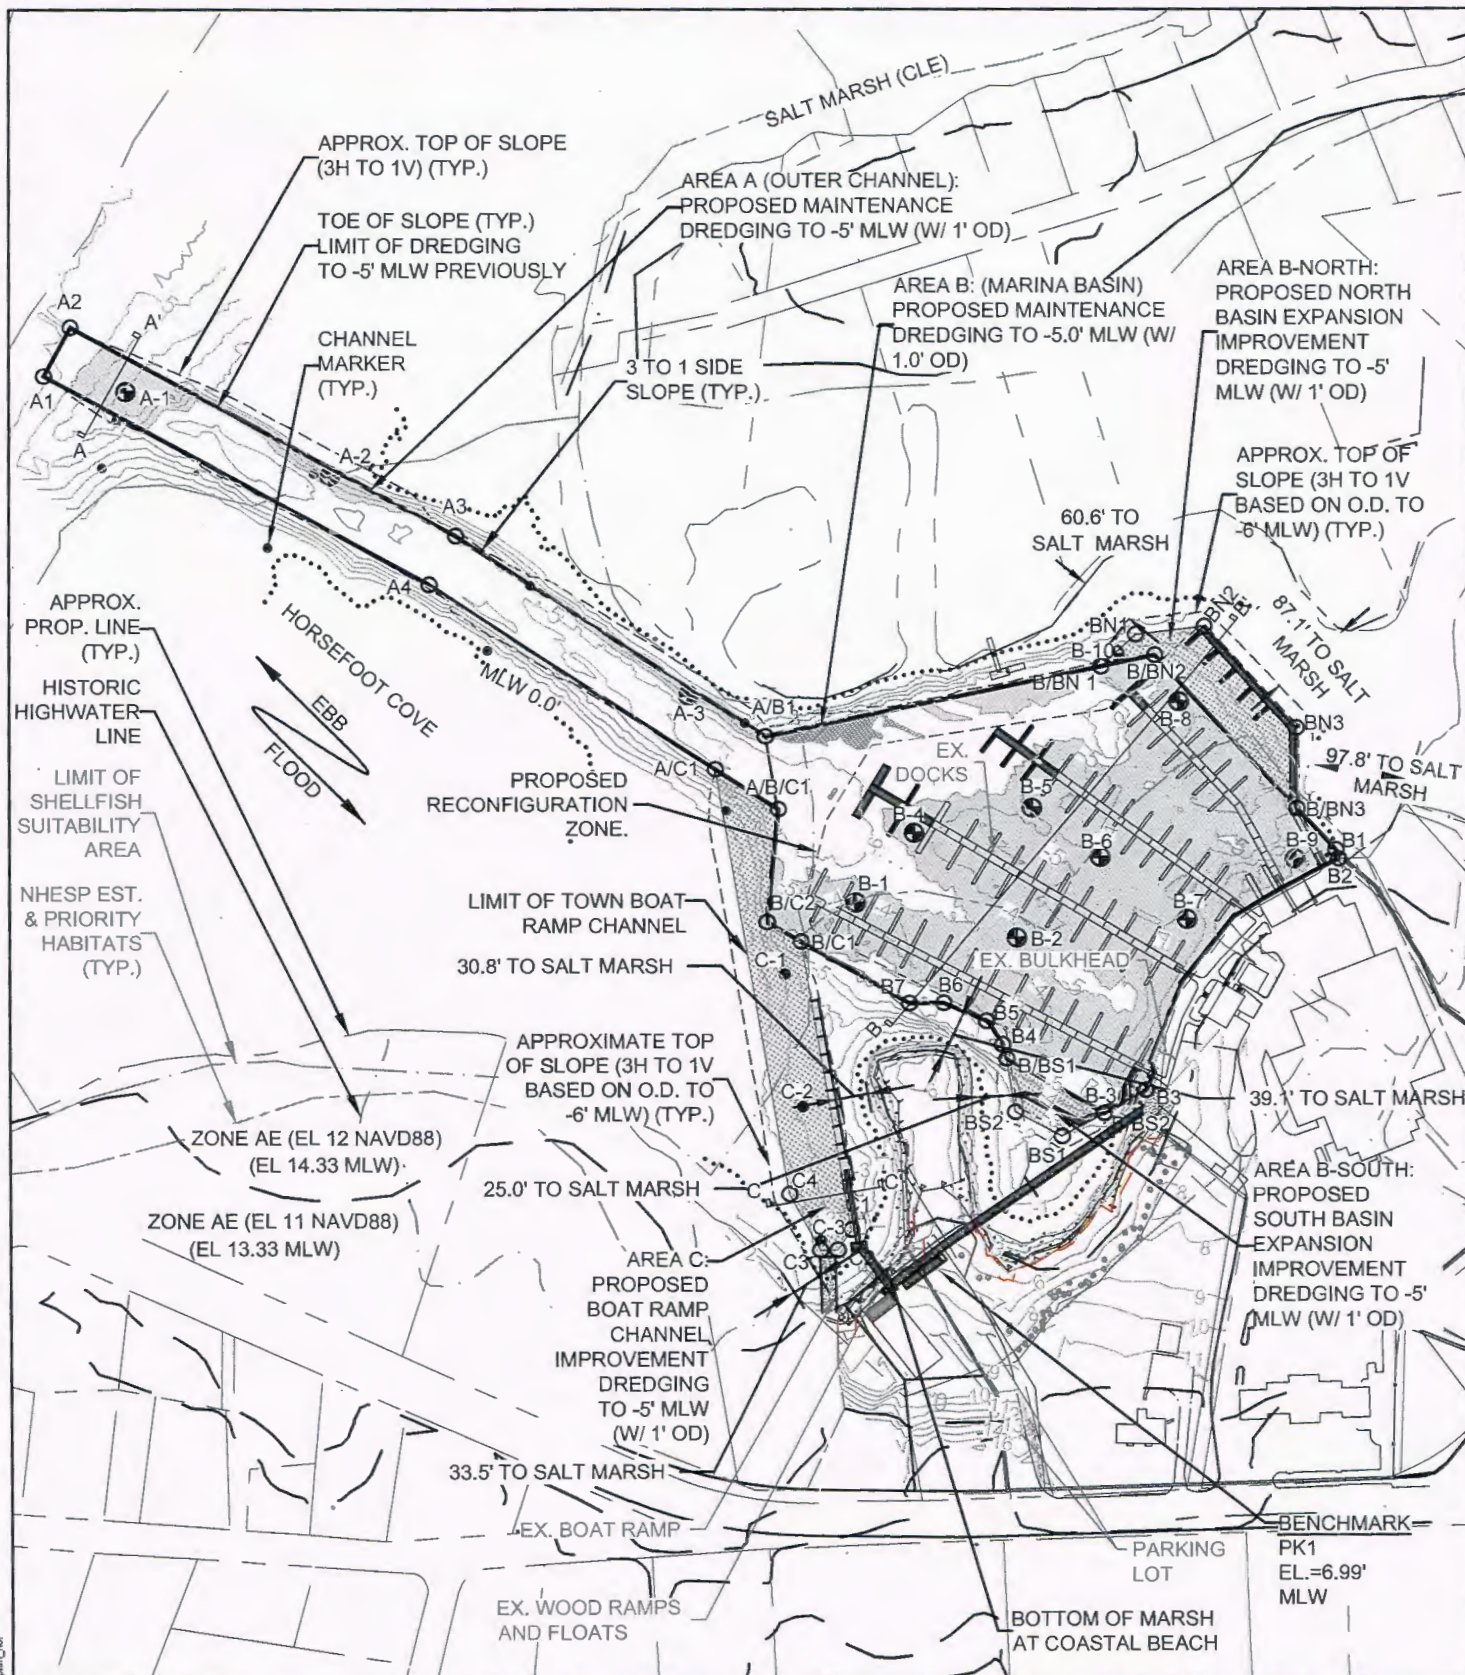 SALT MARSH (CLE)
APPROX. TOP OF SLOPE
(3H TO 1V) (TYP.)
TOE OF SLOPE (TYP.)
LIMIT OF DREDGING
TO -5' MLW PREVIOUSLY
AREA A (OUTER CHANNEL):
PROPOSED MAINTENANCE
DREDGING TO -5' MLW (W/ 1' OD)
AREA B: (MARINA BASIN)
PROPOSED MAINTENANCE
DREDGING TO -5.0' MLW (W/
1.0' OD)
AREA B-NORTH:
PROPOSED NORTH
BASIN EXPANSION
IMPROVEMENT
DREDGING TO -5'
MLW (W/ 1' OD)
CHANNEL
MARKER
(TYP.)
3 TO 1 SIDE
SLOPE (TYP.)
APPROX. TOP OF
SLOPE (3H TO 1V
BASED ON O.D. TO
-6' MLW) (TYP.)
60.6' TO
SALT MARSH
87.1' TO SALT
MARSH
97.8' TO SALT
MARSH
A2
A'
A1
A-1
A
A-2
A3
A4
A-3
A/B1
A/C1
A/B/C1
BN1
BN2
B'
B-10
B/BN 1
B/BN2
B-8
BN3
B/BN3
B-9
B1
B2
APPROX.
PROP. LINE
(TYP.)
HISTORIC
HIGHWATER
LINE
LIMIT OF
SHELLFISH
SUITABILITY
AREA
NHESP EST.
& PRIORITY
HABITATS
(TYP.)
HORSEFOOT COVE
MLW 0.0'
EBB
FLOOD
PROPOSED
RECONFIGURATION
ZONE.
EX.
DOCKS
B-5
B-4
B-6
B-1
B-7
B-2
EX. BULKHEAD
LIMIT OF TOWN BOAT
RAMP CHANNEL
30.8' TO SALT MARSH
B/C2
B/C1
C-1
B7
B6
B
B5
B4
B/BS1
APPROXIMATE TOP
OF SLOPE (3H TO 1V
BASED ON O.D. TO
-6' MLW) (TYP.)
C-2
BS2
B-3
B3
BS2
BS1
39.1' TO SALT MARSH
ZONE AE (EL 12 NAVD88)
(EL 14.33 MLW)
ZONE AE (EL 11 NAVD88)
(EL 13.33 MLW)
25.0' TO SALT MARSH
C
C4
C'
C-3
C3
AREA C:
PROPOSED
BOAT RAMP
CHANNEL
IMPROVEMENT
DREDGING
TO -5' MLW
(W/ 1' OD)
AREA B-SOUTH:
PROPOSED
SOUTH BASIN
EXPANSION
IMPROVEMENT
DREDGING TO -5'
MLW (W/ 1' OD)
33.5' TO SALT MARSH
EX. BOAT RAMP
EX. WOOD RAMPS
AND FLOATS
PARKING
LOT
BENCHMARK
PK1
EL.=6.99'
MLW
BOTTOM OF MARSH
AT COASTAL BEACH